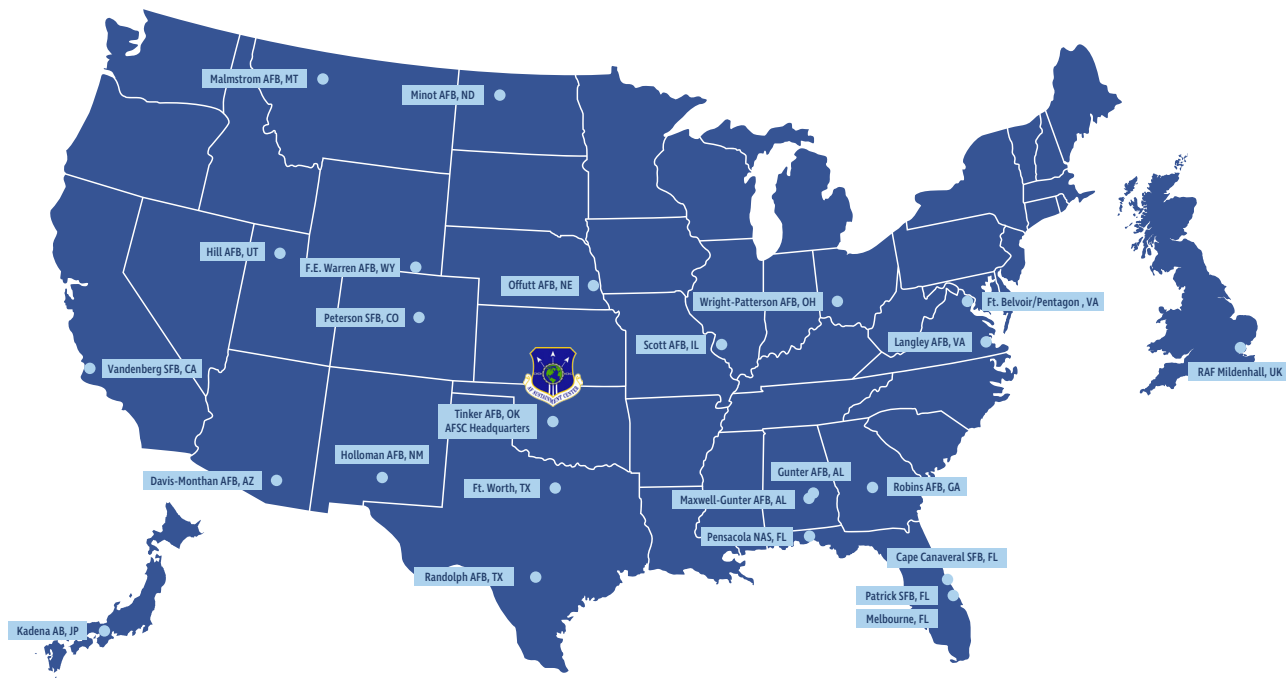 Malmstrom AFB, MT
Minot AFB, ND
Hill AFB, UT
F.E. Warren AFB, WY
Offutt AFB, NE
Wright-Patterson AFB, OH
Ft. Belvoir/Pentagon , VA
Peterson SFB, CO
Scott AFB, IL
Langley AFB, VA
Vandenberg SFB, CA
RAF Mildenhall, UK
AF SUSTAINMENT CENTER
Tinker AFB, OK
AFSC Headquarters
Holloman AFB, NM
Gunter AFB, AL
Davis-Monthan AFB, AZ
Ft. Worth, TX
Maxwell-Gunter AFB, AL
Robins AFB, GA
Pensacola NAS, FL
Cape Canaveral SFB, FL
Randolph AFB, TX
Patrick SFB, FL
Melbourne, FL
Kadena AB, JP